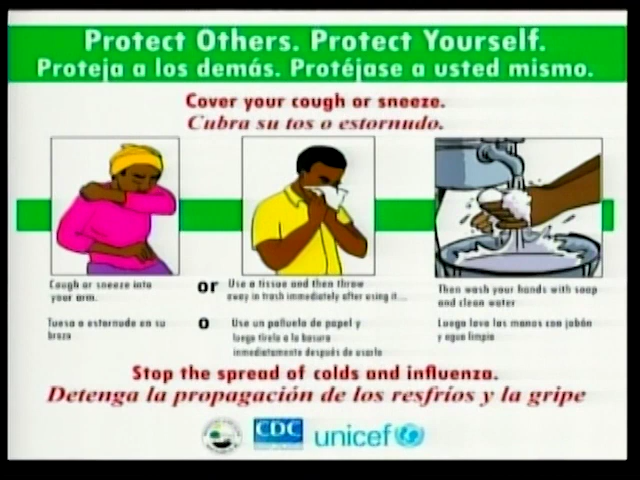 Protect Others. Protect Yourself.
Proteja a los demás. Protéjase a usted mismo.
Cover your cough or sneeze.
Cubra su tos o estornudo.
Cough or sneeze into
your arm.
or
Use a tissue and then throw
away in trash immediately after using it...
Then wash your hands with soap
and clean water
Tuesa o estornude en su
braza
o
Use un pañuelo de papel y
luego tirelo a la basura
inmediatamente después de usarlo
Luego lava las manos con jabón
y agua limpia
Stop the spread of colds and influenza.
Detenga la propagación de los resfríos y la gripe
CDC
unicef